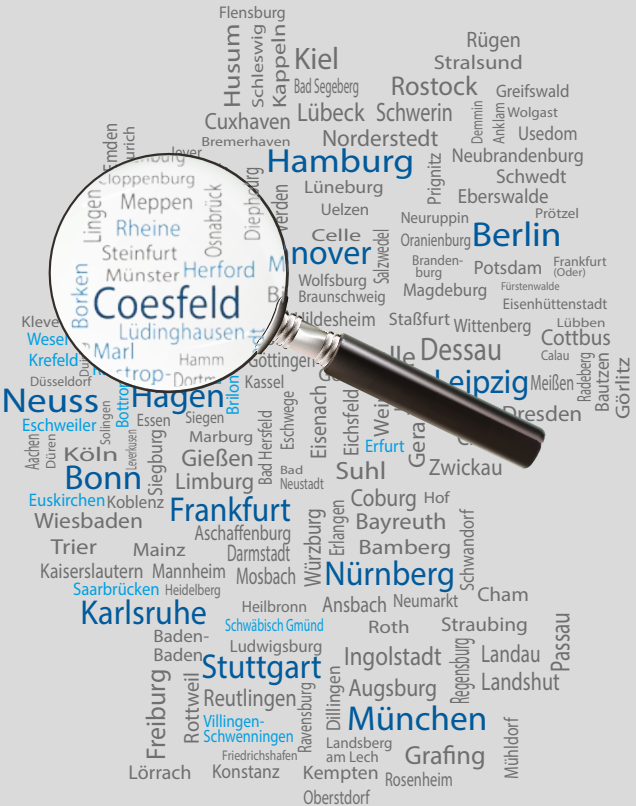 Flensburg
Husum
Schleswig
Kappeln
Kiel
Rügen
Stralsund
Bad Segeberg
Rostock
Greifswald
Cuxhaven
Lübeck
Schwerin
Demmin
Anklam
Wolgast
Usedom
Bremerhaven
Norderstedt
Emden
Hamburg
Prignitz
Neubrandenburg
Schwedt
Cloppenburg
Lingen
Meppen
Osnabrück
Lüneburg
Eberswalde
Uelzen
Neuruppin
Prötzel
Rheine
Celle
Salzwedel
Oranienburg
Berlin
Steinfurt
nover
Branden-
burg
Potsdam
Frankfurt
(Oder)
Münster
Herford
Borken
Wolfsburg
Magdeburg
Fürstenwalde
Braunschweig
Eisenhüttenstadt
Coesfeld
Kleve
ildesheim
Staßfurt
Wittenberg
Lübben
Cottbus
Lüdinghausen
Wesel
Krefeld
Marl
Hamm
Göttingen
Dessau
Calau
Radeberg
Bautzen
Görlitz
Düsseldorf
trop-
Kassel
Leipzig
Meißen
Neuss
Hagen
Brilon
Dresden
Eschweiler
Solingen
Essen
Siegen
Eschwege
Eisenach
Eichsfeld
Gera
Aachen
Düren
Köln
Leverkusen
Siegburg
Marburg
Bad Hersfeld
Erfurt
Gießen
Bonn
Limburg
Bad
Neustadt
Suhl
Zwickau
Euskirchen
Koblenz
Frankfurt
Coburg
Hof
Wiesbaden
Aschaffenburg
Würzburg
Erlangen
Bayreuth
Schwandorf
Trier
Mainz
Darmstadt
Bamberg
Kaiserslautern
Mannheim
Mosbach
Nürnberg
Saarbrücken
Heidelberg
Karlsruhe
Heilbronn
Ansbach
Neumarkt
Cham
Schwäbisch Gmünd
Roth
Straubing
Passau
Baden-
Baden
Ludwigsburg
Stuttgart
Ingolstadt
Regensburg
Landau
Landshut
Freiburg
Rottweil
Reutlingen
Ravensburg
Dillingen
Augsburg
Villingen-
Schwenningen
München
Mühldorf
Friedrichshafen
Landsberg
am Lech
Grafing
Lörrach
Konstanz
Kempten
Rosenheim
Oberstdorf